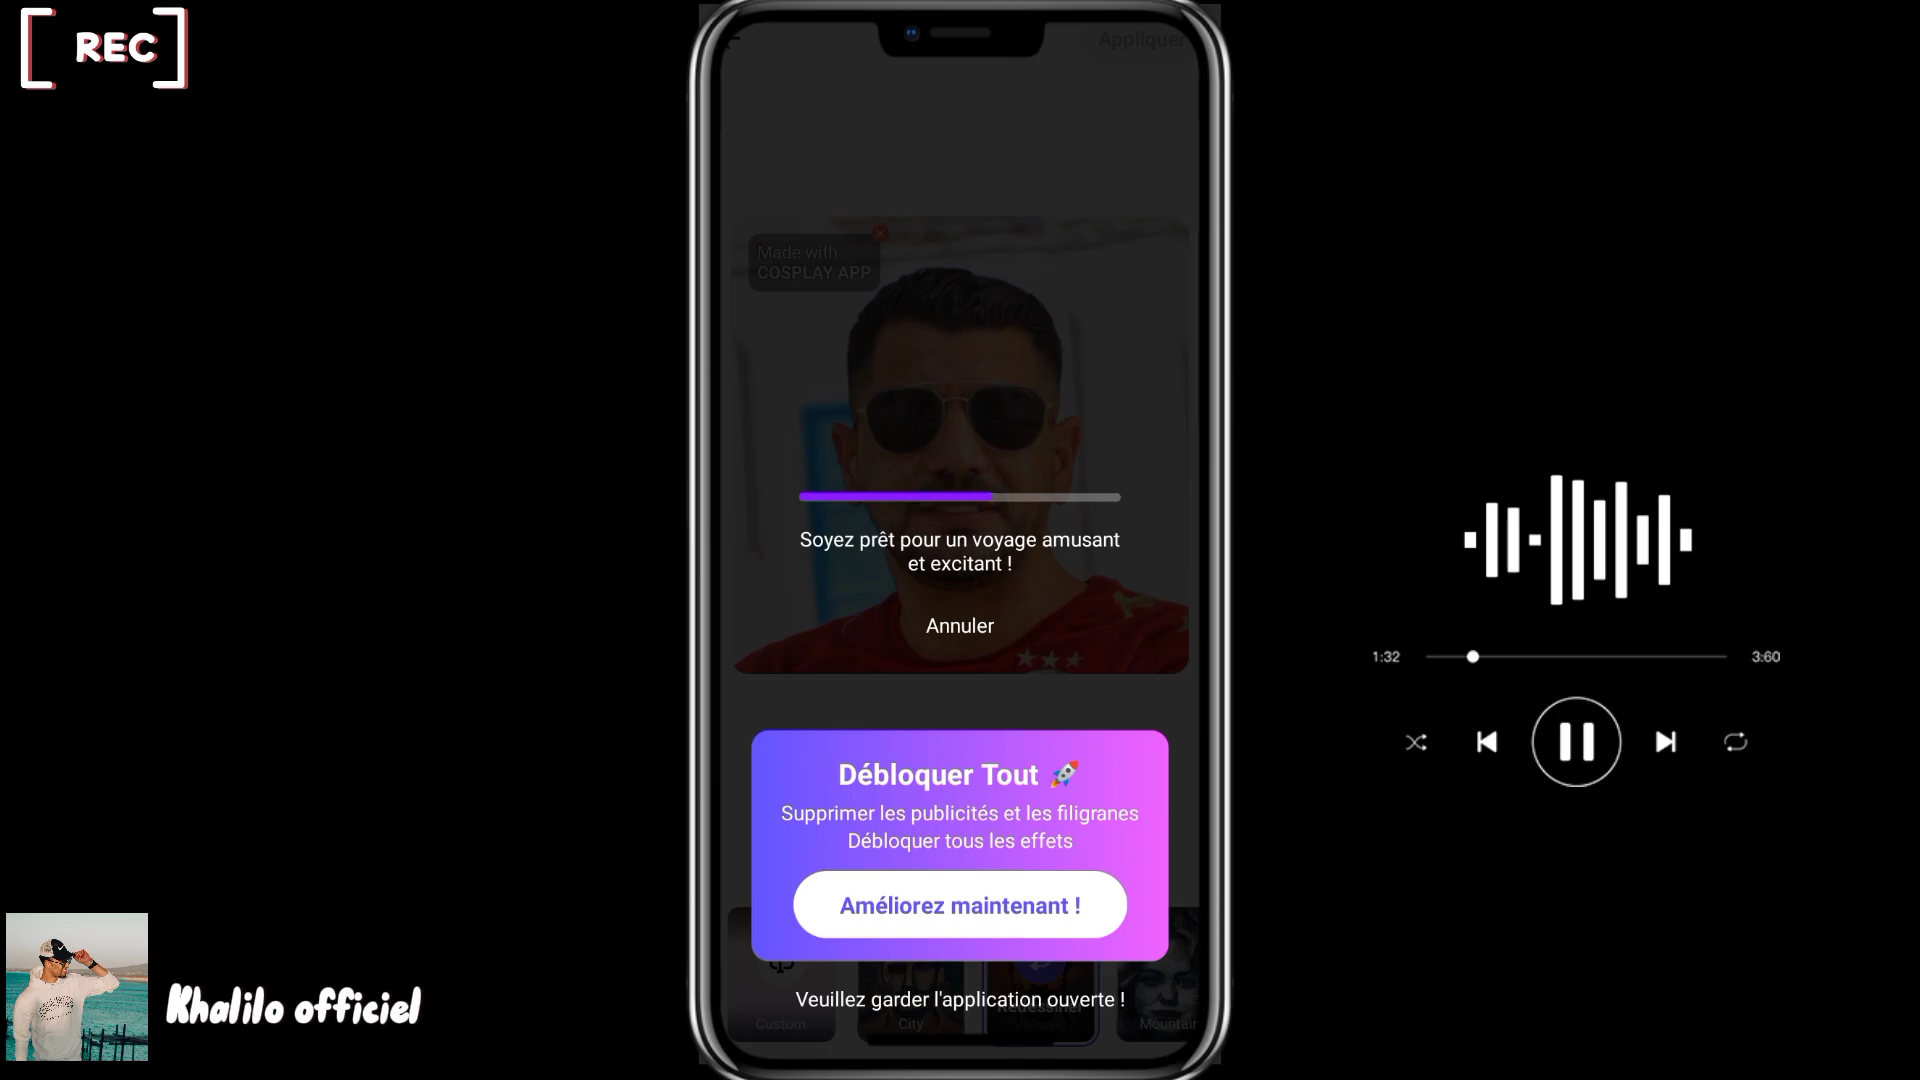 REC
Appliquer
Made with
COSPLAY APP
Soyez prêt pour un voyage amusant
et excitant !
Annuler
1:32
3:60
Débloquer Tout 🚀
Supprimer les publicités et les filigranes
Débloquer tous les effets
Améliorez maintenant !
Veuillez garder l'application ouverte !
Redessiner
Custom
City
Mountain
Khalilo officiel